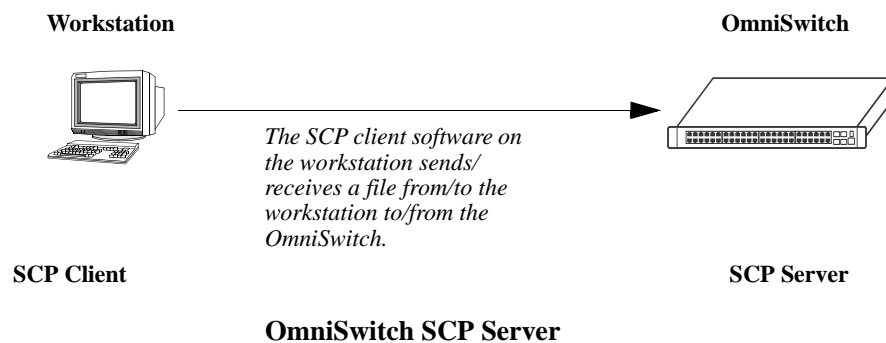 Workstation
OmniSwitch
The SCP client software on
the workstation sends/
receives a file from/to the
workstation to/from the
OmniSwitch.
SCP Client
SCP Server
OmniSwitch SCP Server